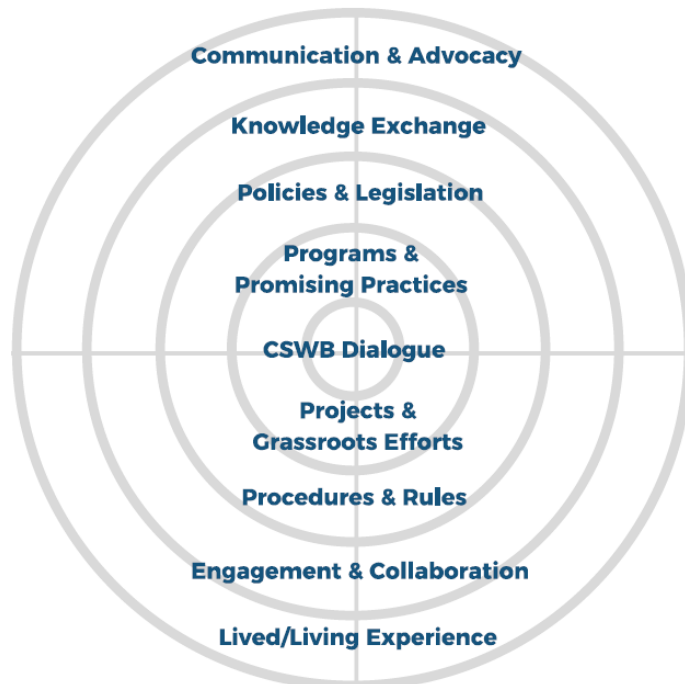 Communication & Advocacy
Knowledge Exchange
Policies & Legislation
Programs &
Promising Practices
CSWB Dialogue
Projects &
Grassroots Efforts
Procedures & Rules
Engagement & Collaboration
Lived/Living Experience